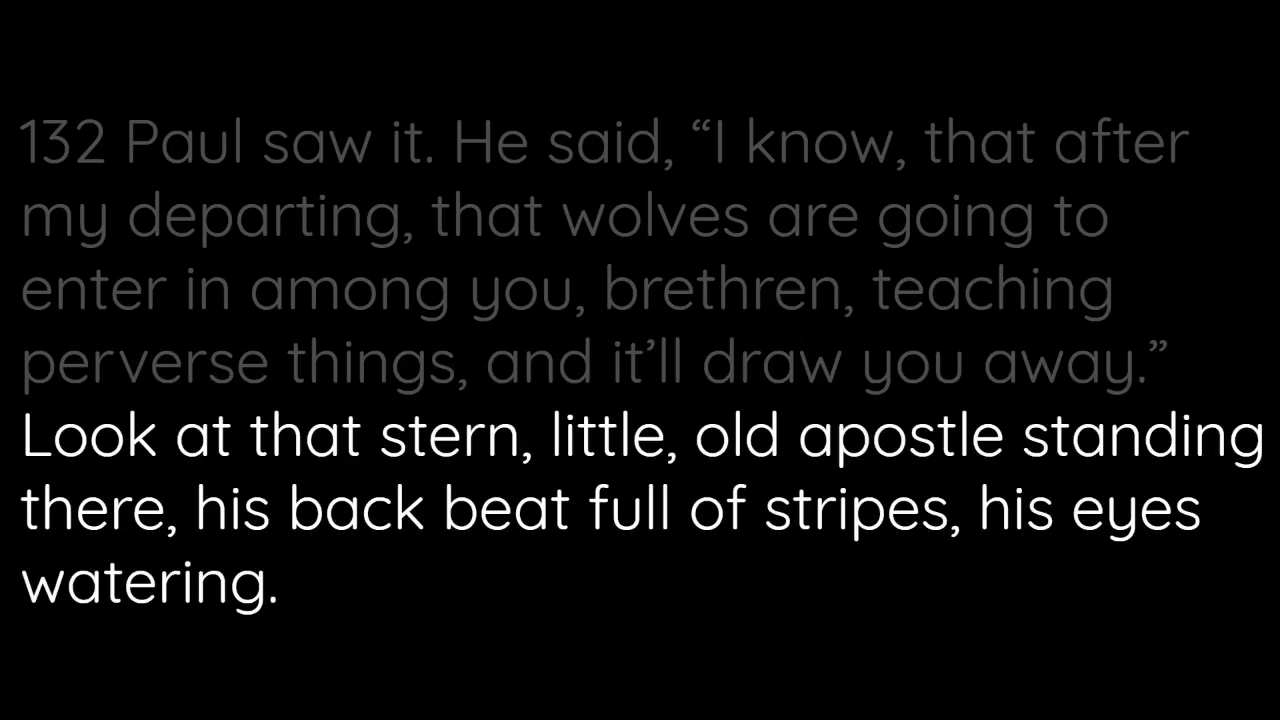 132 Paul saw it. He said, “I know, that after
my departing, that wolves are going to
enter in among you, brethren, teaching
perverse things, and it’ll draw you away.”
Look at that stern, little, old apostle standing
there, his back beat full of stripes, his eyes
watering.